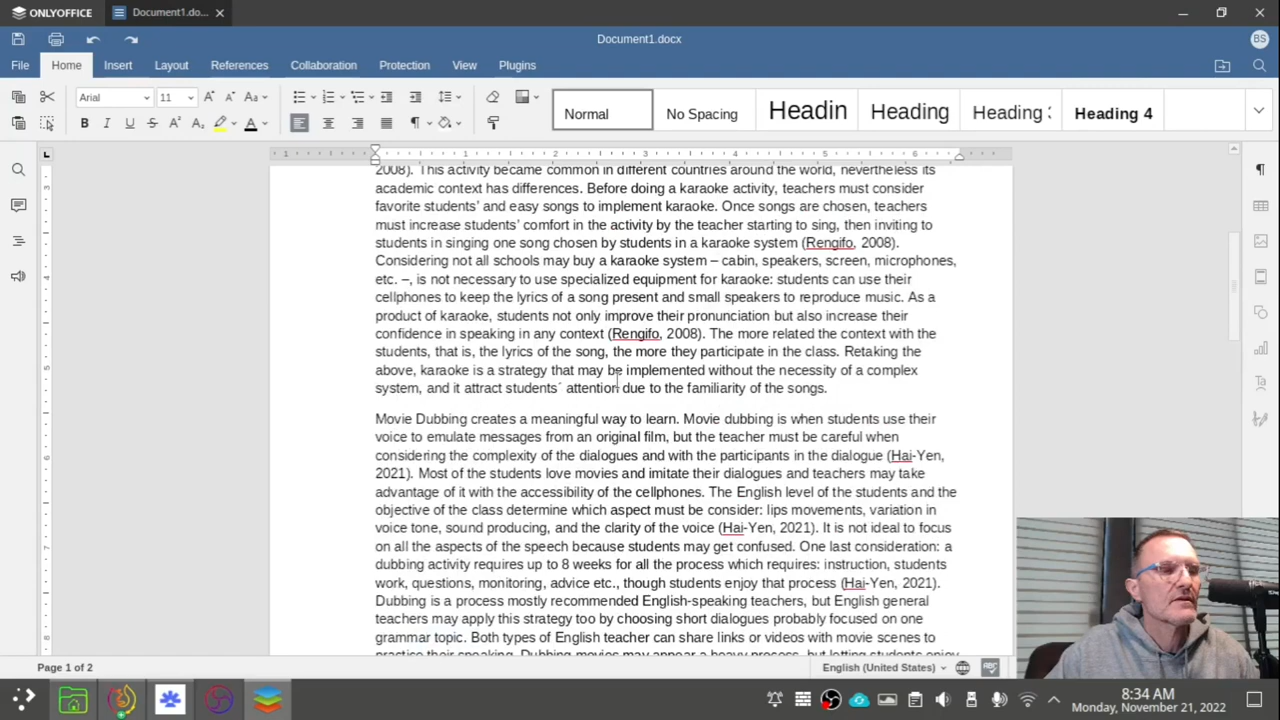 ONLYOFFICE
Document1.do...
Document1.docx
BS
File Home Insert Layout References Collaboration Protection View Plugins
Arial 11
Normal No Spacing Headin Heading Heading Heading 4
2008). This activity became common in different countries around the world, nevertheless its
academic context has differences. Before doing a karaoke activity, teachers must consider
favorite students’ and easy songs to implement karaoke. Once songs are chosen, teachers
must increase students’ comfort in the activity by the teacher starting to sing, then inviting to
students in singing one song chosen by students in a karaoke system (Rengifo, 2008).
Considering not all schools may buy a karaoke system – cabin, speakers, screen, microphones,
etc. –, is not necessary to use specialized equipment for karaoke: students can use their
cellphones to keep the lyrics of a song present and small speakers to reproduce music. As a
product of karaoke, students not only improve their pronunciation but also increase their
confidence in speaking in any context (Rengifo, 2008). The more related the context with the
students, that is, the lyrics of the song, the more they participate in the class. Retaking the
above, karaoke is a strategy that may be implemented without the necessity of a complex
system, and it attract students´ attention due to the familiarity of the songs.
Movie Dubbing creates a meaningful way to learn. Movie dubbing is when students use their
voice to emulate messages from an original film, but the teacher must be careful when
considering the complexity of the dialogues and with the participants in the dialogue (Hai-Yen,
2021). Most of the students love movies and imitate their dialogues and teachers may take
advantage of it with the accessibility of the cellphones. The English level of the students and the
objective of the class determine which aspect must be consider: lips movements, variation in
voice tone, sound producing, and the clarity of the voice (Hai-Yen, 2021). It is not ideal to focus
on all the aspects of the speech because students may get confused. One last consideration: a
dubbing activity requires up to 8 weeks for all the process which requires: instruction, students
work, questions, monitoring, advice etc., though students enjoy that process (Hai-Yen, 2021).
Dubbing is a process mostly recommended English-speaking teachers, but English general
teachers may apply this strategy too by choosing short dialogues probably focused on one
grammar topic. Both types of English teacher can share links or videos with movie scenes to
practice their speaking. Dubbing movies may appear a heavy process, but letting students enjoy
Page 1 of 2
English (United States)
8:34 AM
Monday, November 21, 2022